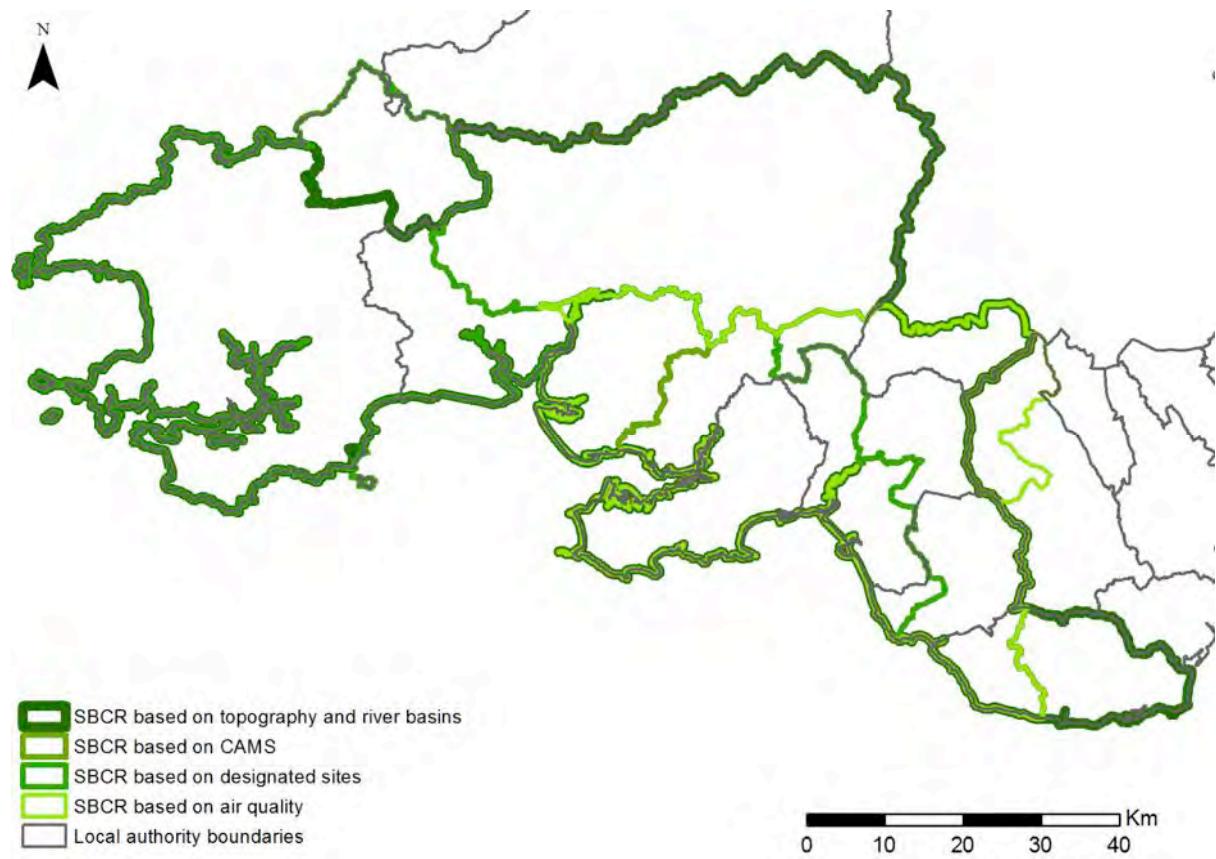 N
SBCR based on topography and river basins
SBCR based on CAMS
SBCR based on designated sites
SBCR based on air quality
Local authority boundaries
Km
0 10 20 30 40